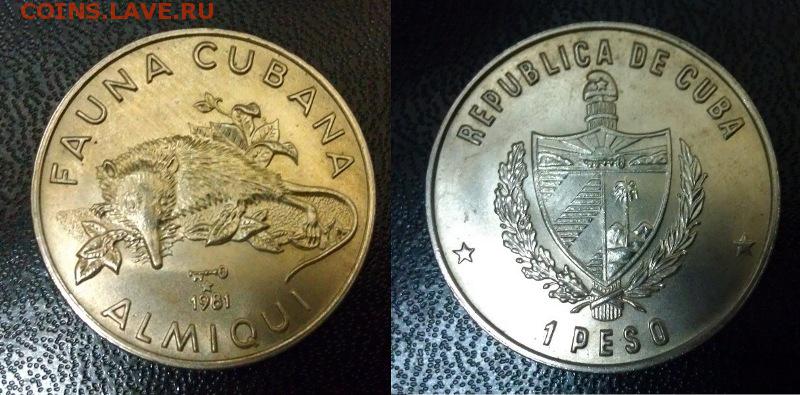 COINS.LAVE.RU
FAUNA CUBANA
1981
ALMIQUI
REPUBLICA DE CUBA
1 PESO